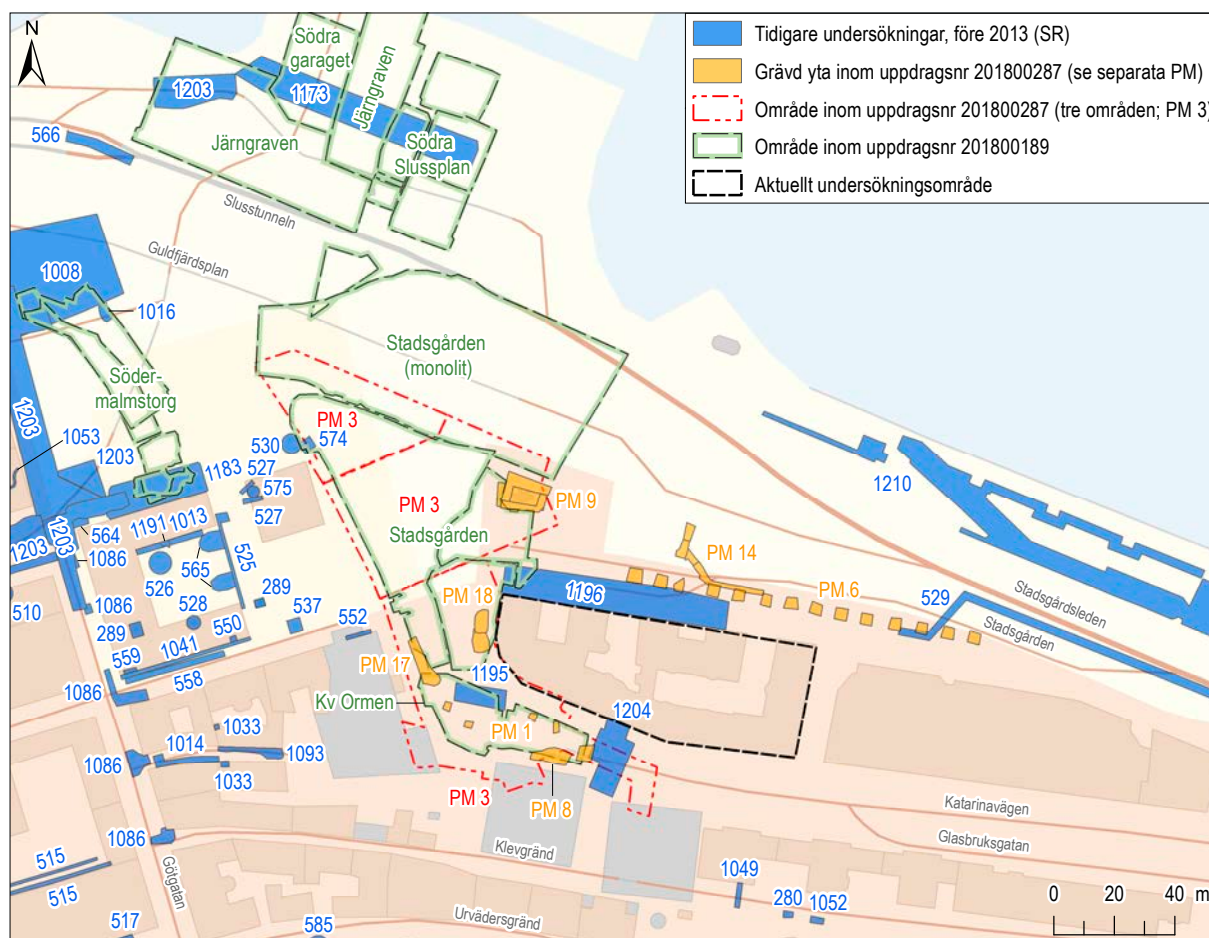 N
Tidigare undersökningar, före 2013 (SR)
Grävd yta inom uppdragsnr 201800287 (se separata PM)
Område inom uppdragsnr 201800287 (tre områden; PM 3)
Område inom uppdragsnr 201800189
Aktuellt undersökningsområde
Södra
garaget
1203
1173
Järngraven
Järngraven
Södra
Slussplan
566
Slusstunneln
Guldfjärdsplan
1008
1016
Stadsgården
(monolit)
Söder-
malmstorg
1203
1053
1203
1183
530
574
PM 3
527
575
527
PM 3
Stadsgården
PM 9
1210
564
1191
1013
1203
1203
1086
526
565
525
289
537
552
510
1086
289
528
550
559
1041
558
1086
PM 14
PM 6
529
1196
PM 18
PM 17
1195
Stadsgårdsleden
Stadsgården
Kv Ormen
PM 1
1204
1033
1014
1093
1086
1033
PM 3
PM 8
Katarinavägen
Glasbruksgatan
1086
Klevgränd
515
515
Götgatan
517
585
Urvädersgränd
1049
280
1052
0 20 40 m